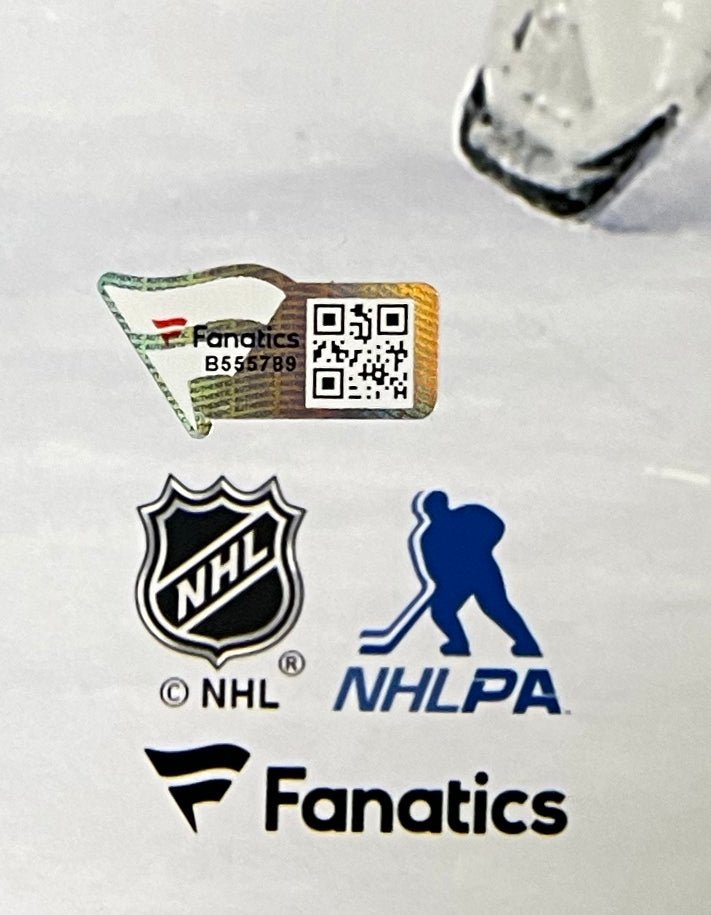 Fanatics
B555789
NHL
®
© NHL
NHLPA
Fanatics